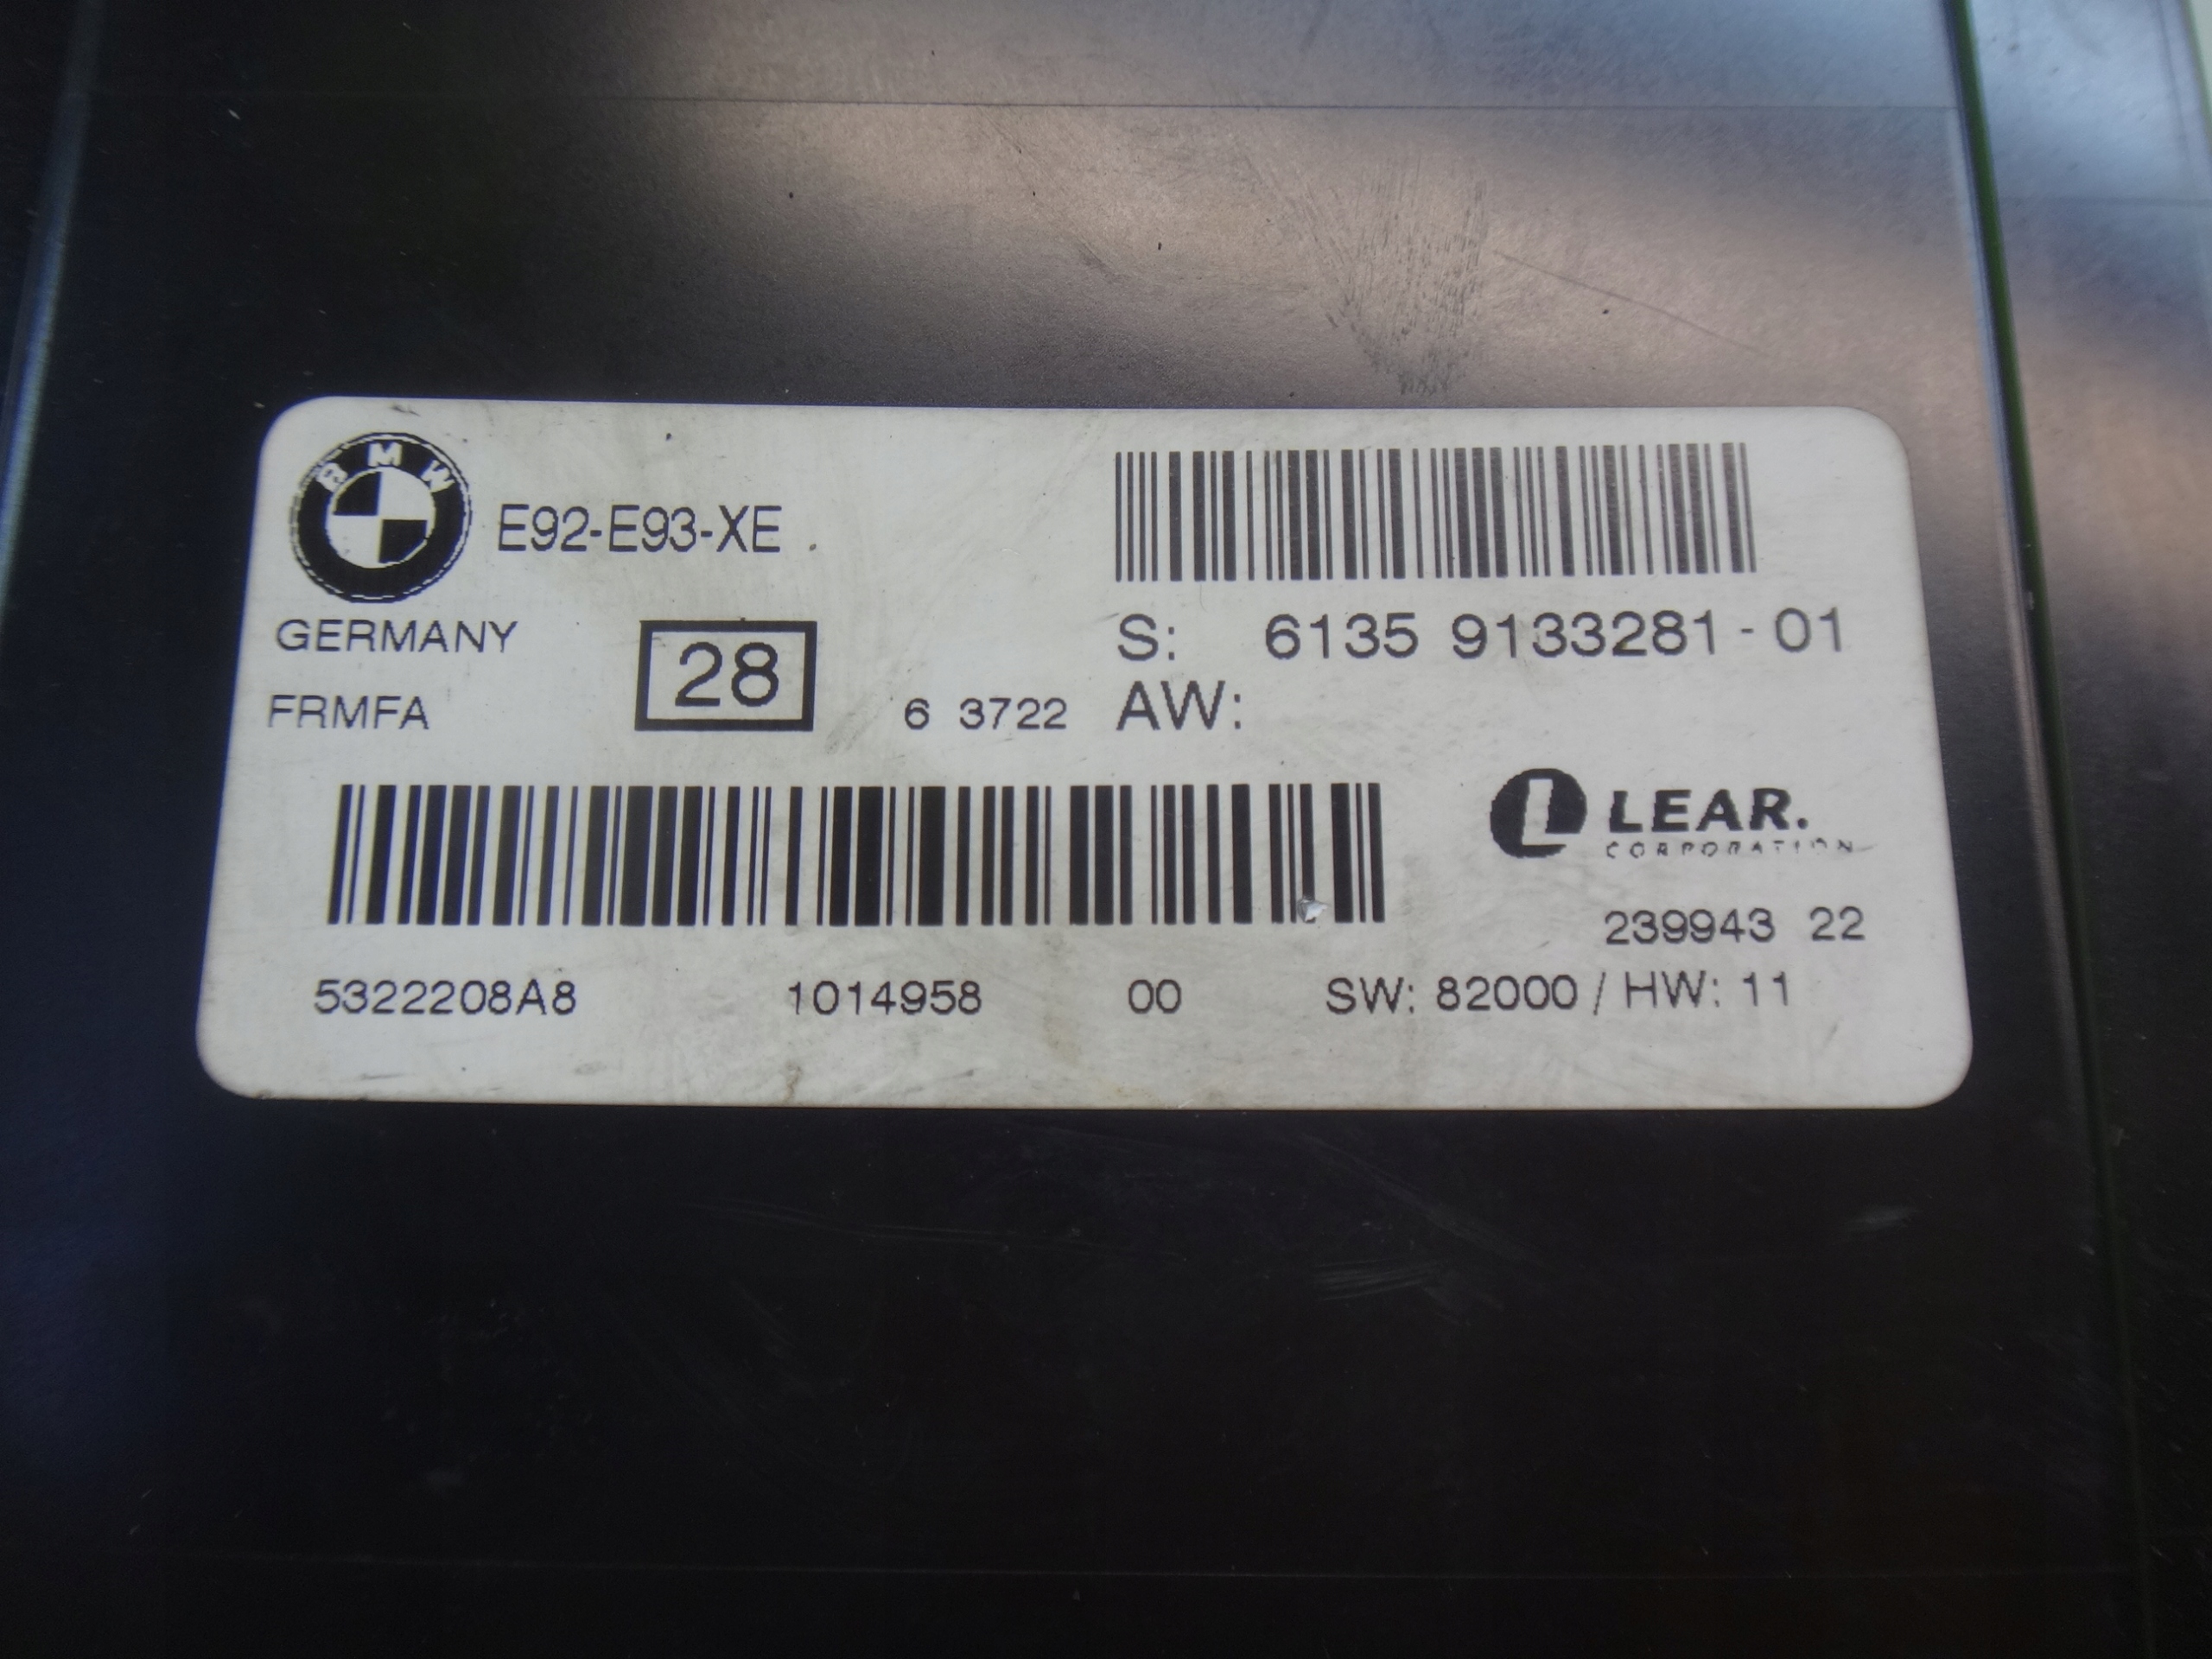 BMW
E92-E93-XE
GERMANY
FRMFA
28
6 3722
S: 6135 9133281-01
AW:
LEAR.
CORPORATION
239943 22
5322208A8 1014958 00 SW: 82000 / HW: 11